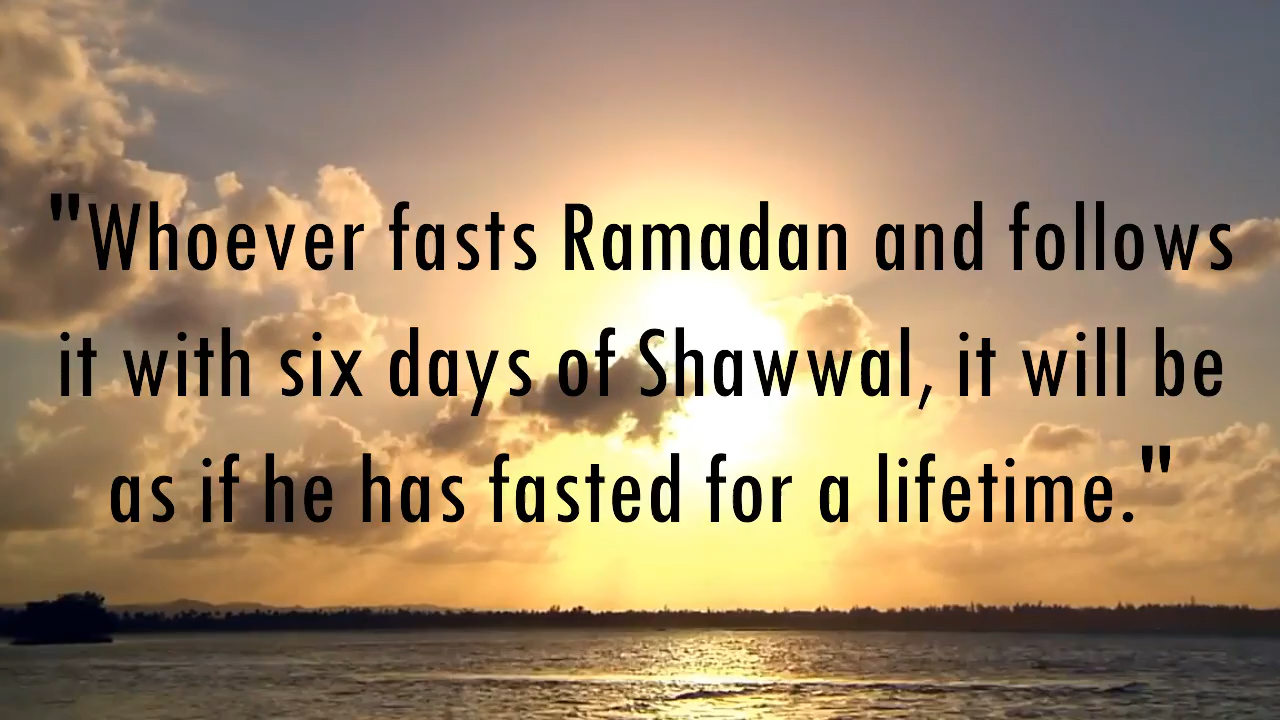 "Whoever fasts Ramadan and follows
it with six days of Shawwal, it will be
as if he has fasted for a lifetime."